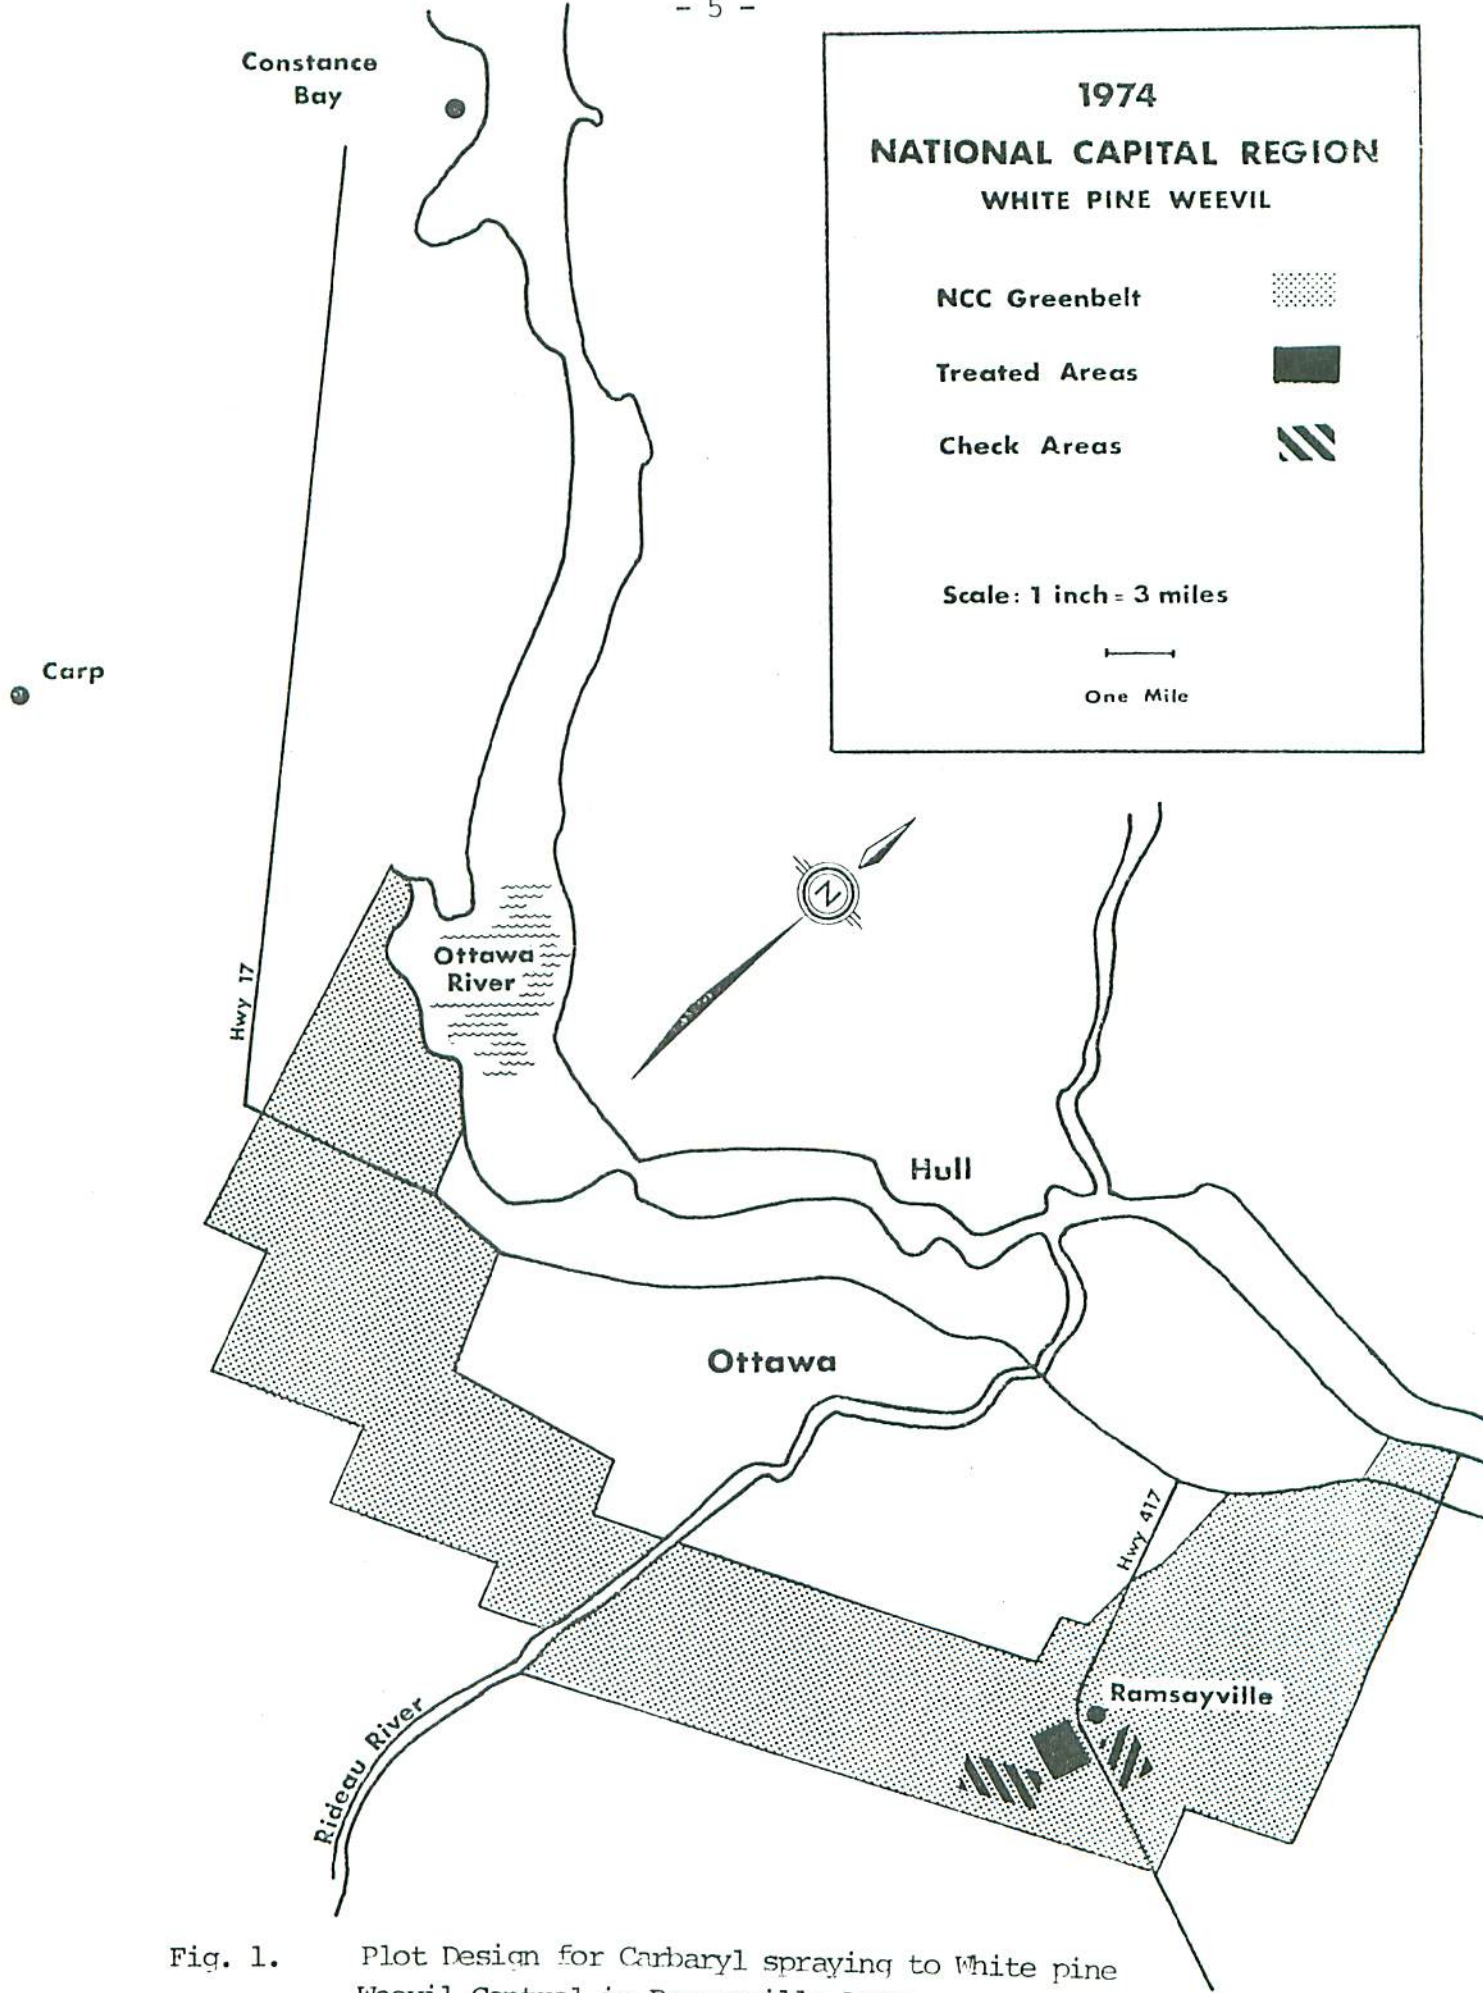 - 5 -
Constance
Bay
1974
NATIONAL CAPITAL REGION
WHITE PINE WEEVIL
NCC Greenbelt
Treated Areas
Check Areas
Scale: 1 inch = 3 miles
One Mile
Carp
N
Ottawa
River
Hwy 17
Hull
Ottawa
Hwy 417
Ramsayville
Rideau River
Fig. 1. Plot Design for Carbaryl spraying to White pine